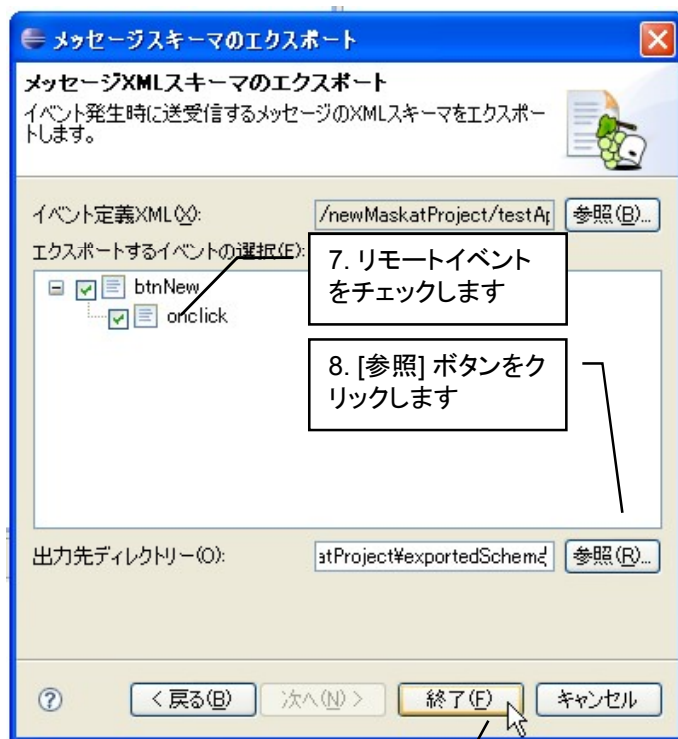 メッセージスキーマのエクスポート
メッセージXMLスキーマのエクスポート
イベント発生時に送受信するメッセージのXMLスキーマをエクスポー
トします。
イベント定義XML(X):
/newMaskatProject/testAp
参照(B)...
エクスポートするイベントの選択(E):
btnNew
onclick
7. リモートイベント
をチェックします
8. [参照] ボタンをク
リックします
出力先ディレクトリー(O):
atProject¥exportedSchema
参照(R)...
< 戻る(B)
次へ(N) >
終了(F)
キャンセル